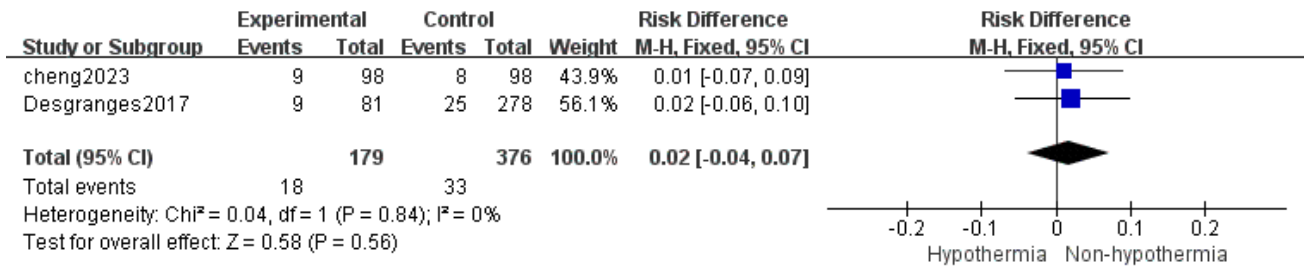 Experimental Control Risk Difference Risk Difference
Study or Subgroup Events Total Events Total Weight M-H, Fixed, 95% CI M-H, Fixed, 95% CI
cheng2023 9 98 8 98 43.9% 0.01 [-0.07, 0.09]
Desgranges2017 9 81 25 278 56.1% 0.02 [-0.06, 0.10]
Total (95% CI) 179 376 100.0% 0.02 [-0.04, 0.07]
Total events 18 33
Heterogeneity: Chi² = 0.04, df = 1 (P = 0.84); I² = 0%
Test for overall effect: Z = 0.58 (P = 0.56)
-0.2 -0.1 0 0.1 0.2
Hypothermia Non-hypothermia